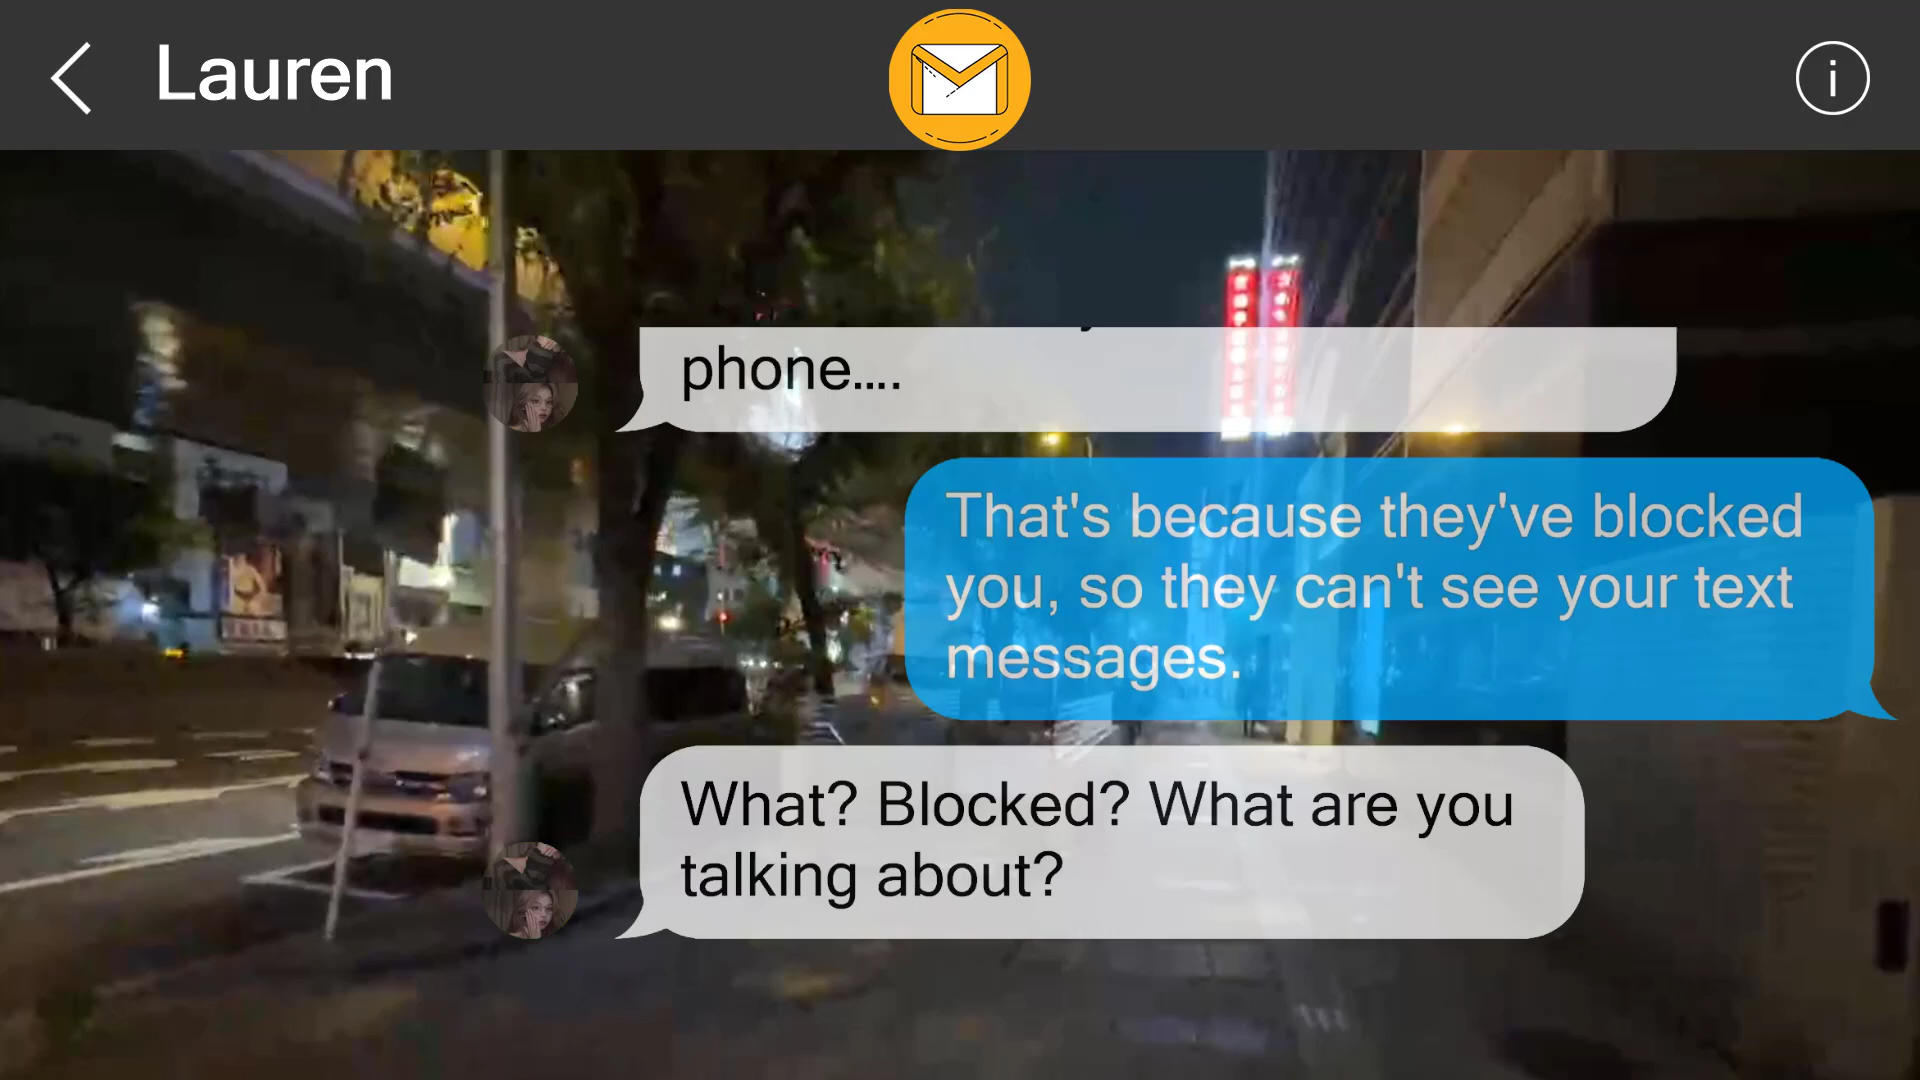 Lauren
phone....
That's because they've blocked
you, so they can't see your text
messages.
What? Blocked? What are you
talking about?